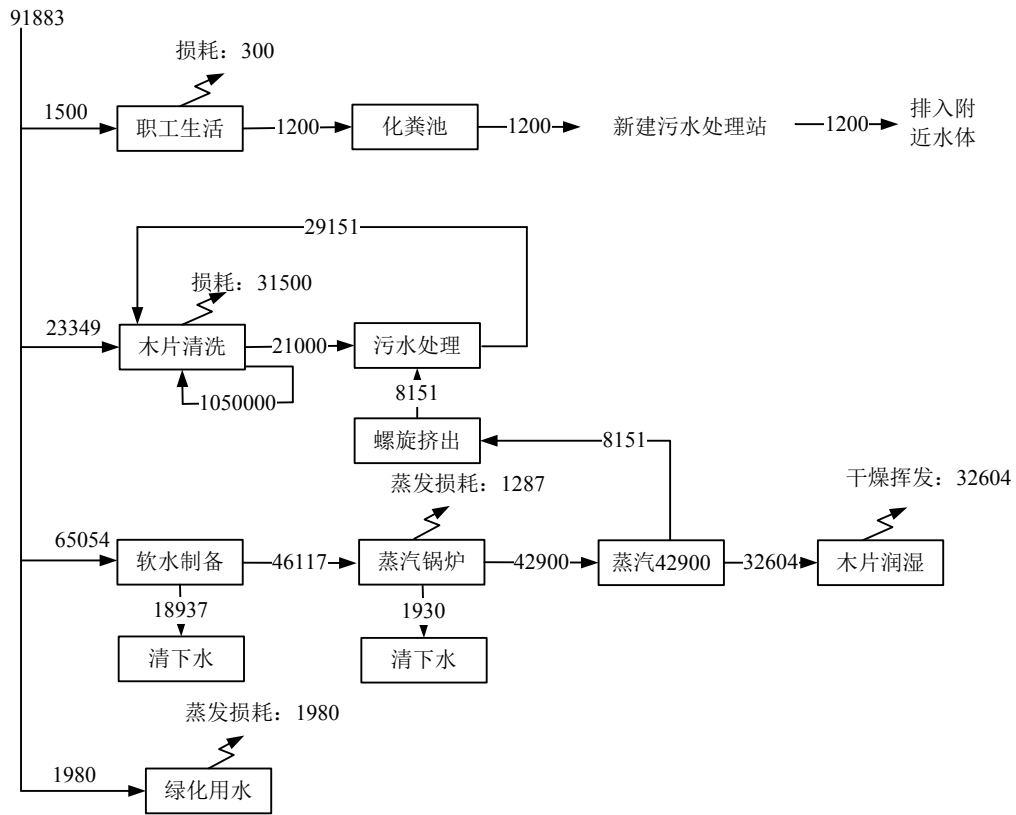 91883
损耗：300
1500
职工生活
1200
化粪池
1200
新建污水处理站
1200
排入附
近水体
29151
损耗：31500
23349
木片清洗
21000
污水处理
1050000
8151
螺旋挤出
8151
蒸发损耗：1287
干燥挥发：32604
65054
软水制备
46117
蒸汽锅炉
42900
蒸汽42900
32604
木片润湿
18937
1930
清下水
清下水
蒸发损耗：1980
1980
绿化用水